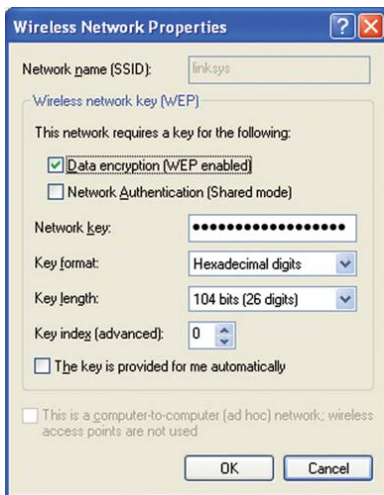 Wireless Network Properties
Network name (SSID): linksys
Wireless network key (WEP)
This network requires a key for the following:
Data encryption (WEP enabled)
Network Authentication (Shared mode)
Network key: ••••••••••••••••••
Key format: Hexadecimal digits
Key length: 104 bits (26 digits)
Key index (advanced): 0
The key is provided for me automatically
This is a computer-to-computer (ad hoc) network; wireless
access points are not used
OK Cancel